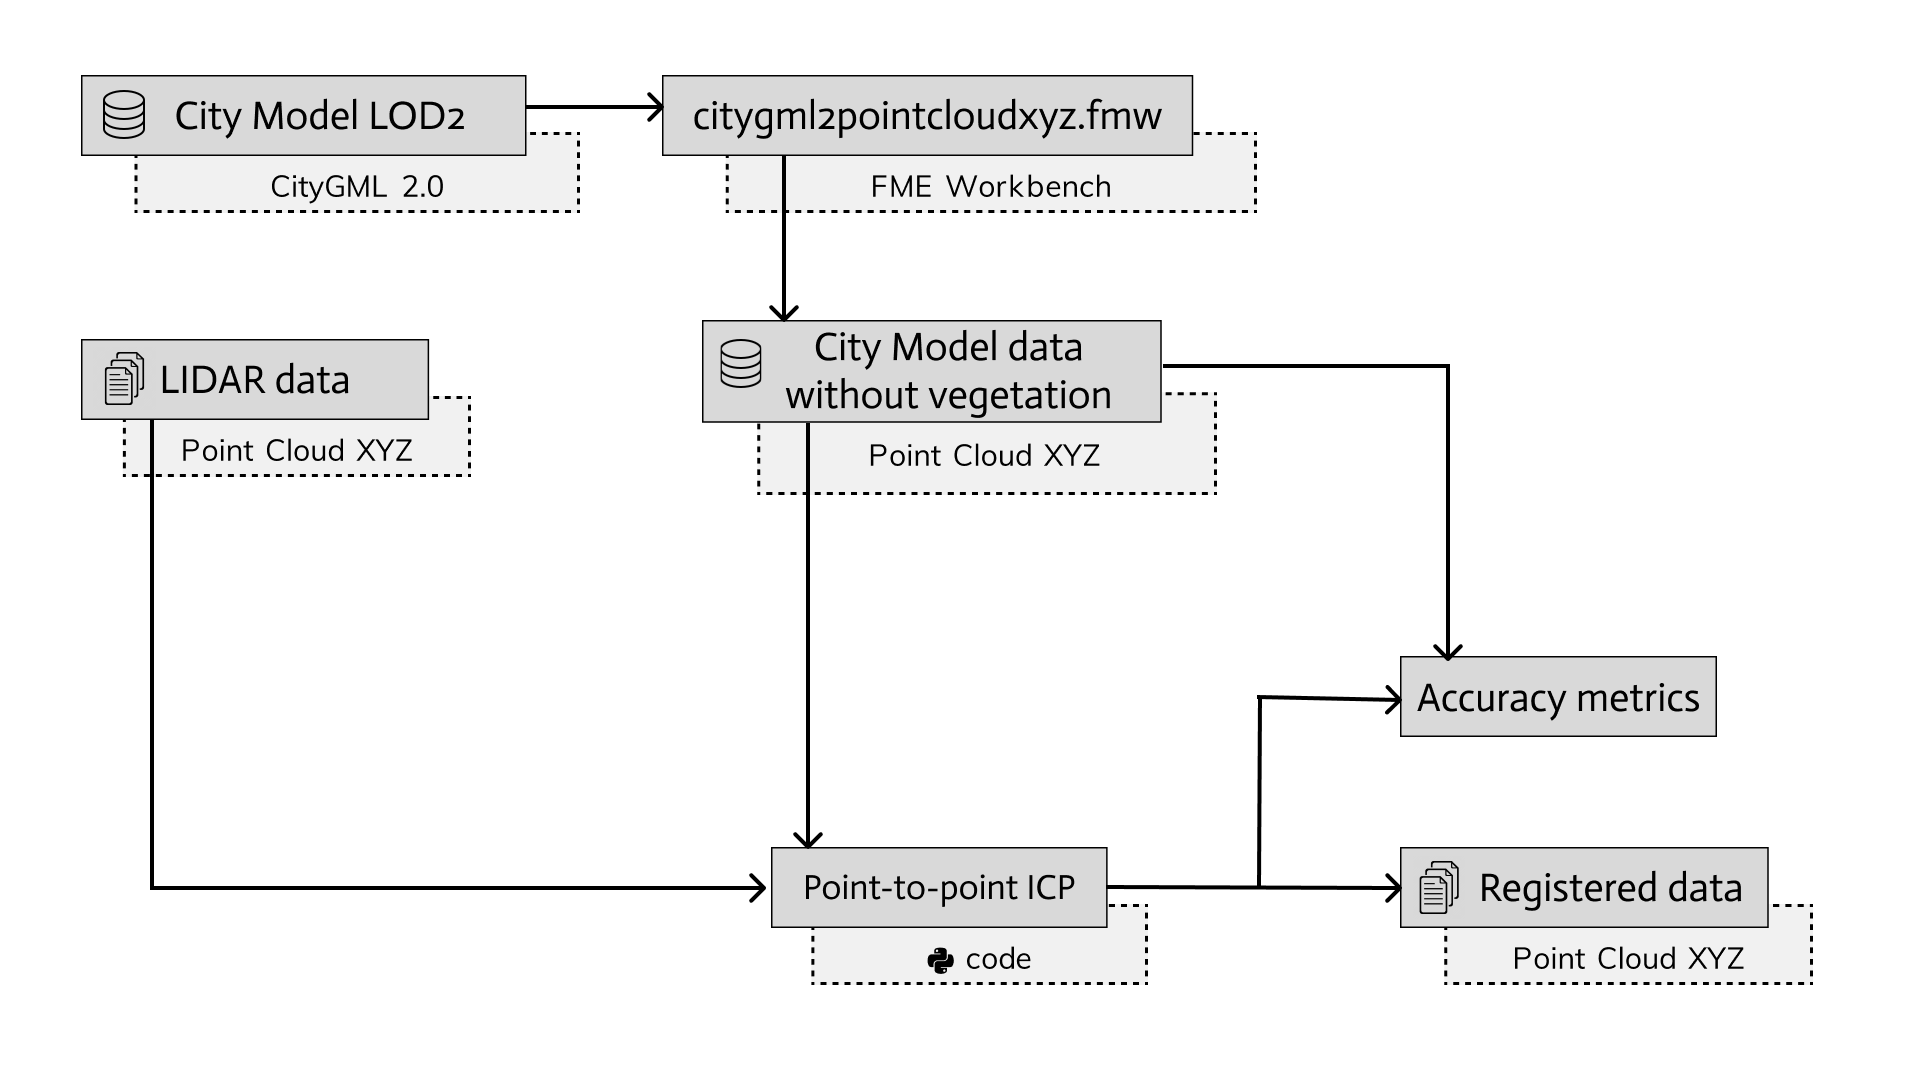 City Model LOD2
CityGML 2.0
citygml2pointcloudxyz.fmw
FME Workbench
LIDAR data
Point Cloud XYZ
City Model data
without vegetation
Point Cloud XYZ
Accuracy metrics
Point-to-point ICP
code
Registered data
Point Cloud XYZ